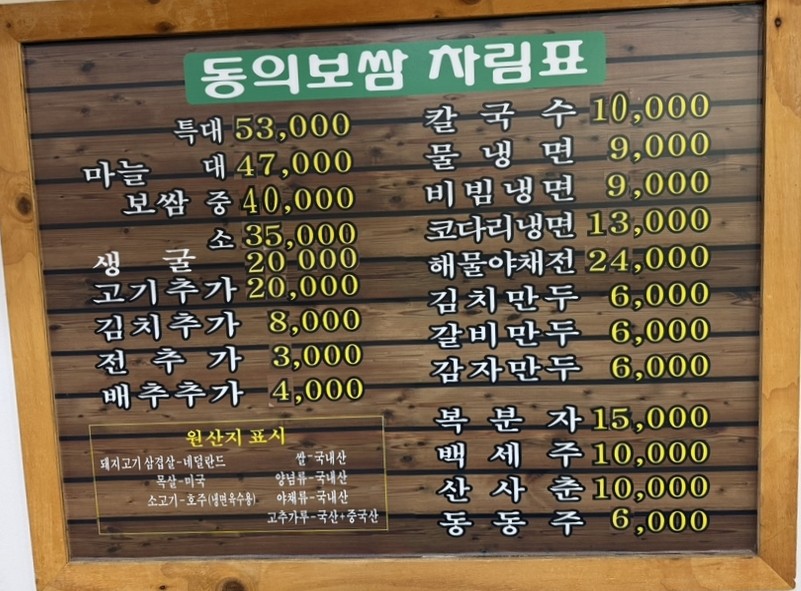 동의보쌈 차림표
특대 53,000
마늘 대 47,000
보쌈 중 40,000
소 35,000
생굴 20 000
고기추가 20,000
김치추가 8,000
전추가 3,000
배추추가 4,000
칼국수 10,000
물냉면 9,000
비빔냉면 9,000
코다리냉면 13,000
해물야채전 24,000
김치만두 6,000
갈비만두 6,000
감자만두 6,000
복분자 15,000
백세주 10,000
산사춘 10,000
동동주 6,000
원산지 표시
돼지고기 삼겹살-네덜란드
목살-미국
소고기-호주(냉면육수용)
쌀-국내산
양념류-국내산
야채류-국내산
고추가루-국산+중국산